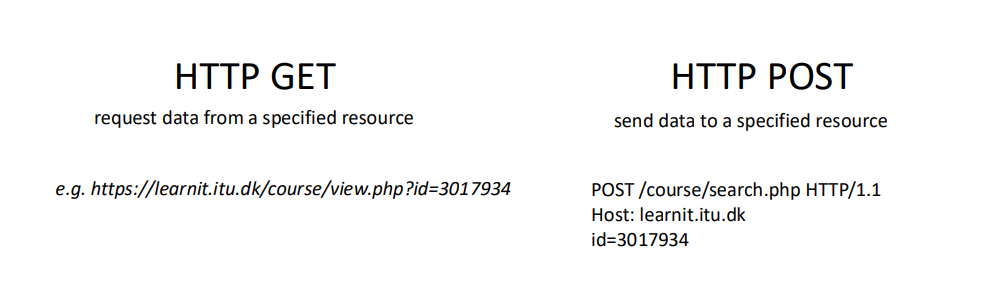 HTTP GET
request data from a specified resource
e.g. https://learnit.itu.dk/course/view.php?id=3017934
HTTP POST
send data to a specified resource
POST /course/search.php HTTP/1.1
Host: learnit.itu.dk
id=3017934